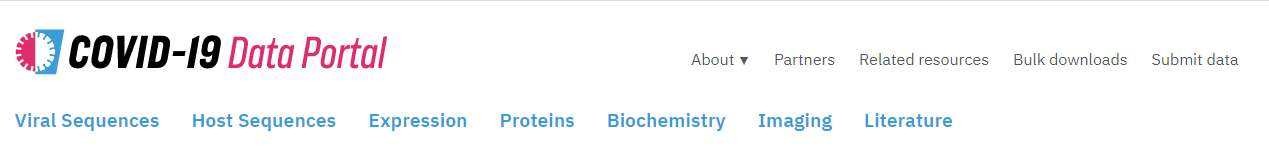 COVID-19 Data Portal
About ▼ Partners Related resources Bulk downloads Submit data
Viral Sequences Host Sequences Expression Proteins Biochemistry Imaging Literature